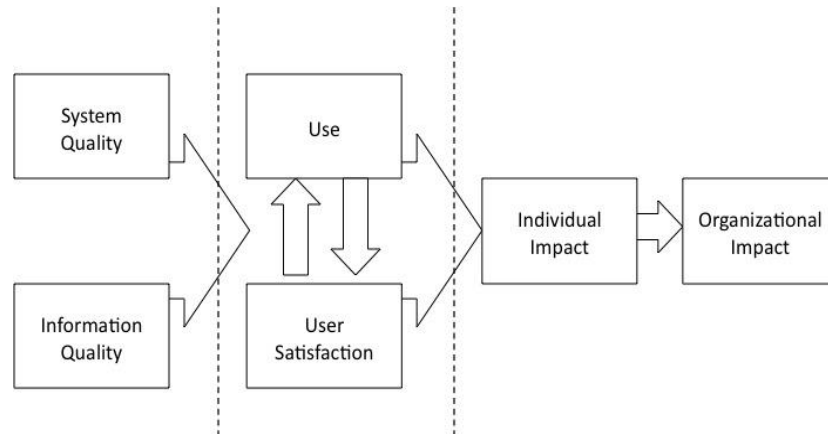 System
Quality
Use
Individual
Impact
Organizational
Impact
Information
Quality
User
Satisfaction